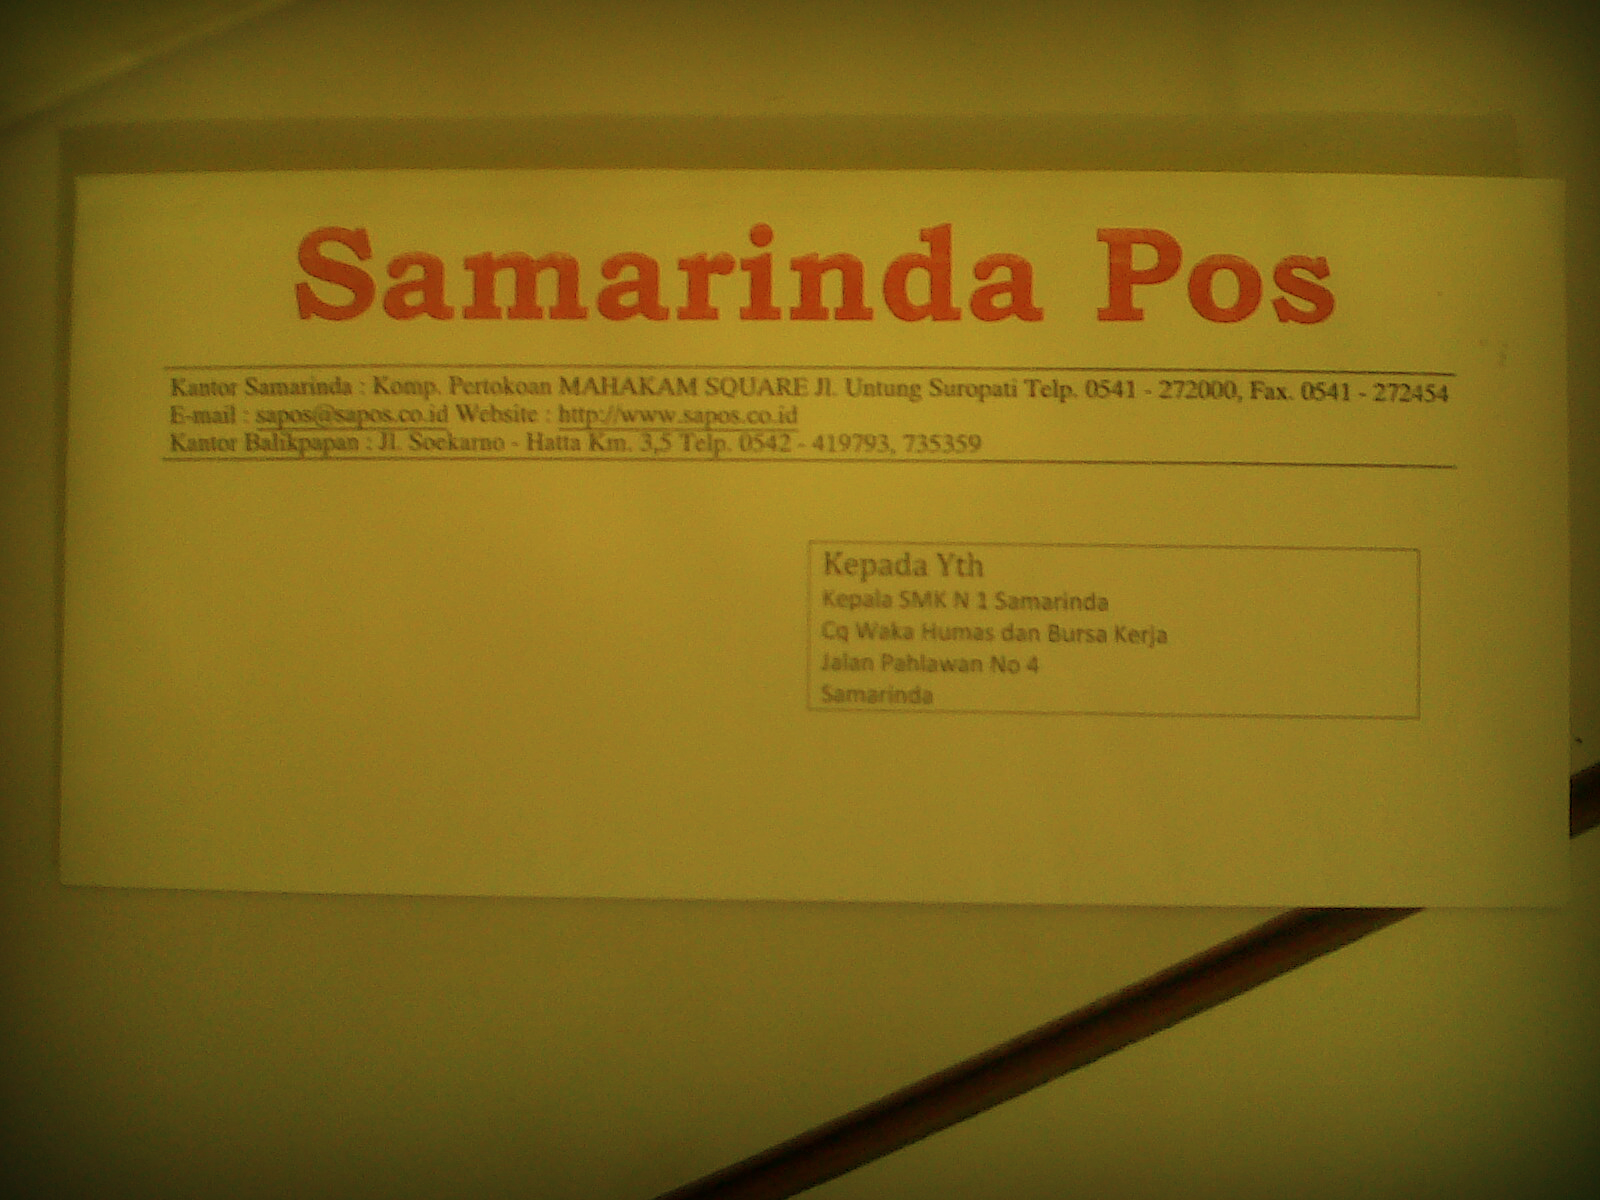 Samarinda Pos
Kantor Samarinda : Komp. Pertokoan MAHAKAM SQUARE Jl. Untung Suropati Telp. 0541 - 272000, Fax. 0541 - 272454
E-mail : sapos@sapos.co.id Website : http://www.sapos.co.id
Kantor Balikpapan : Jl. Soekarno - Hatta Km. 3,5 Telp. 0542 - 419793, 735359
Kepada Yth
Kepala SMK N 1 Samarinda
Cq Waka Humas dan Bursa Kerja
Jalan Pahlawan No 4
Samarinda